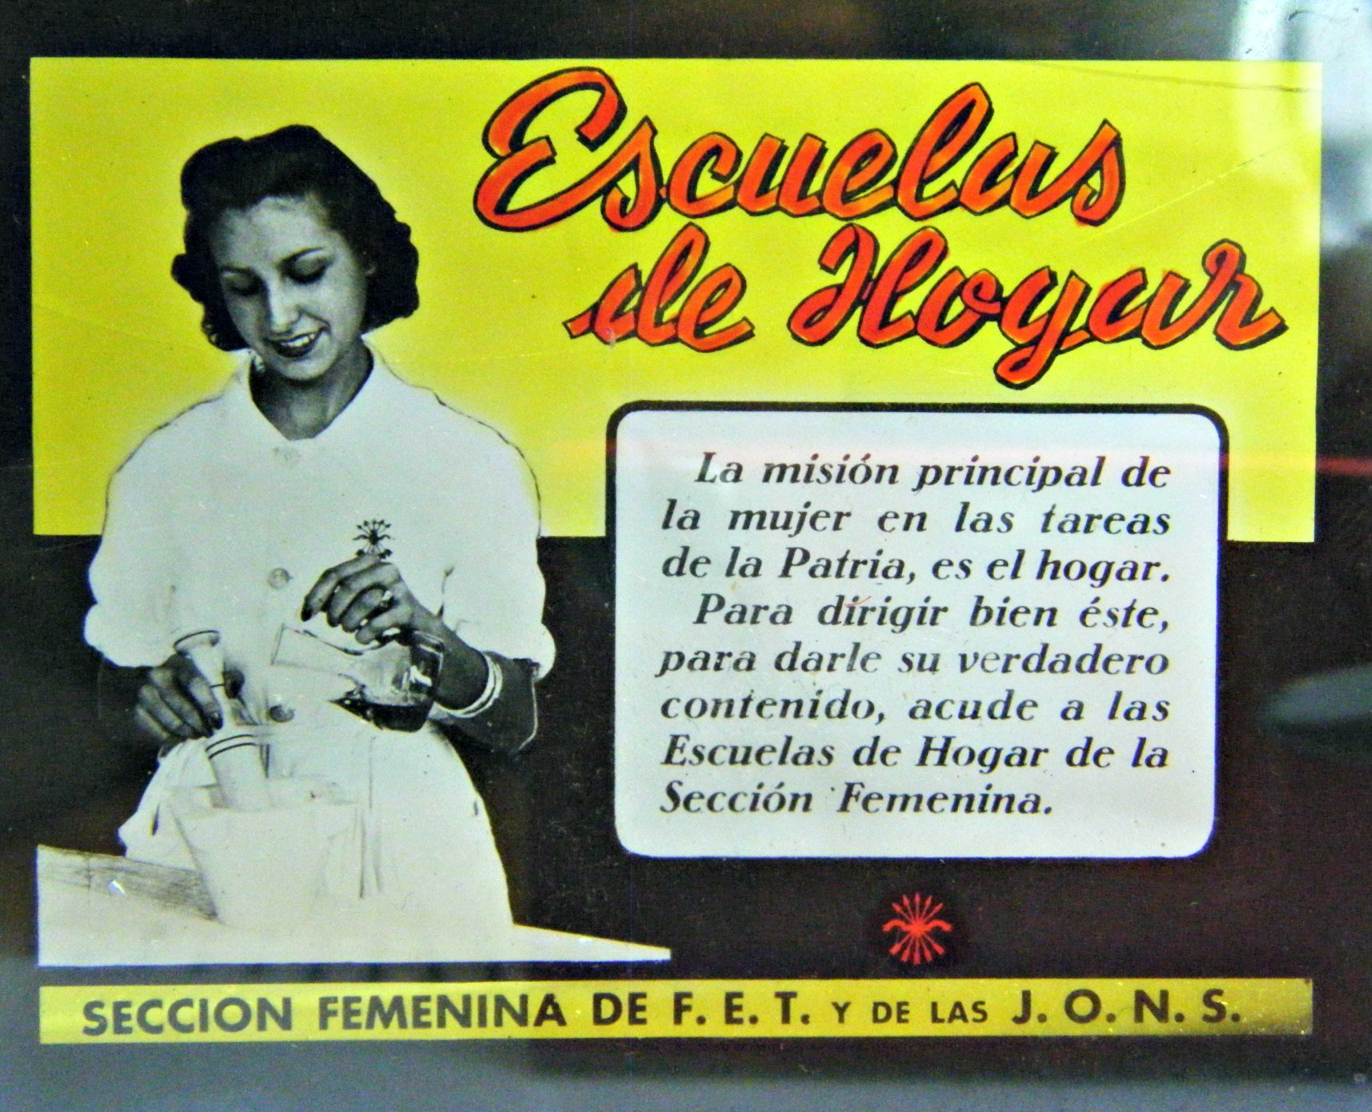 Escuelas
de Hogar
La misión principal de
la mujer en las tareas
de la Patria, es el hogar.
Para dirigir bien éste,
para darle su verdadero
contenido, acude a las
Escuelas de Hogar de la
Sección Femenina.
SECCION FEMENINA DE F. E. T. Y DE LAS J. O. N. S.